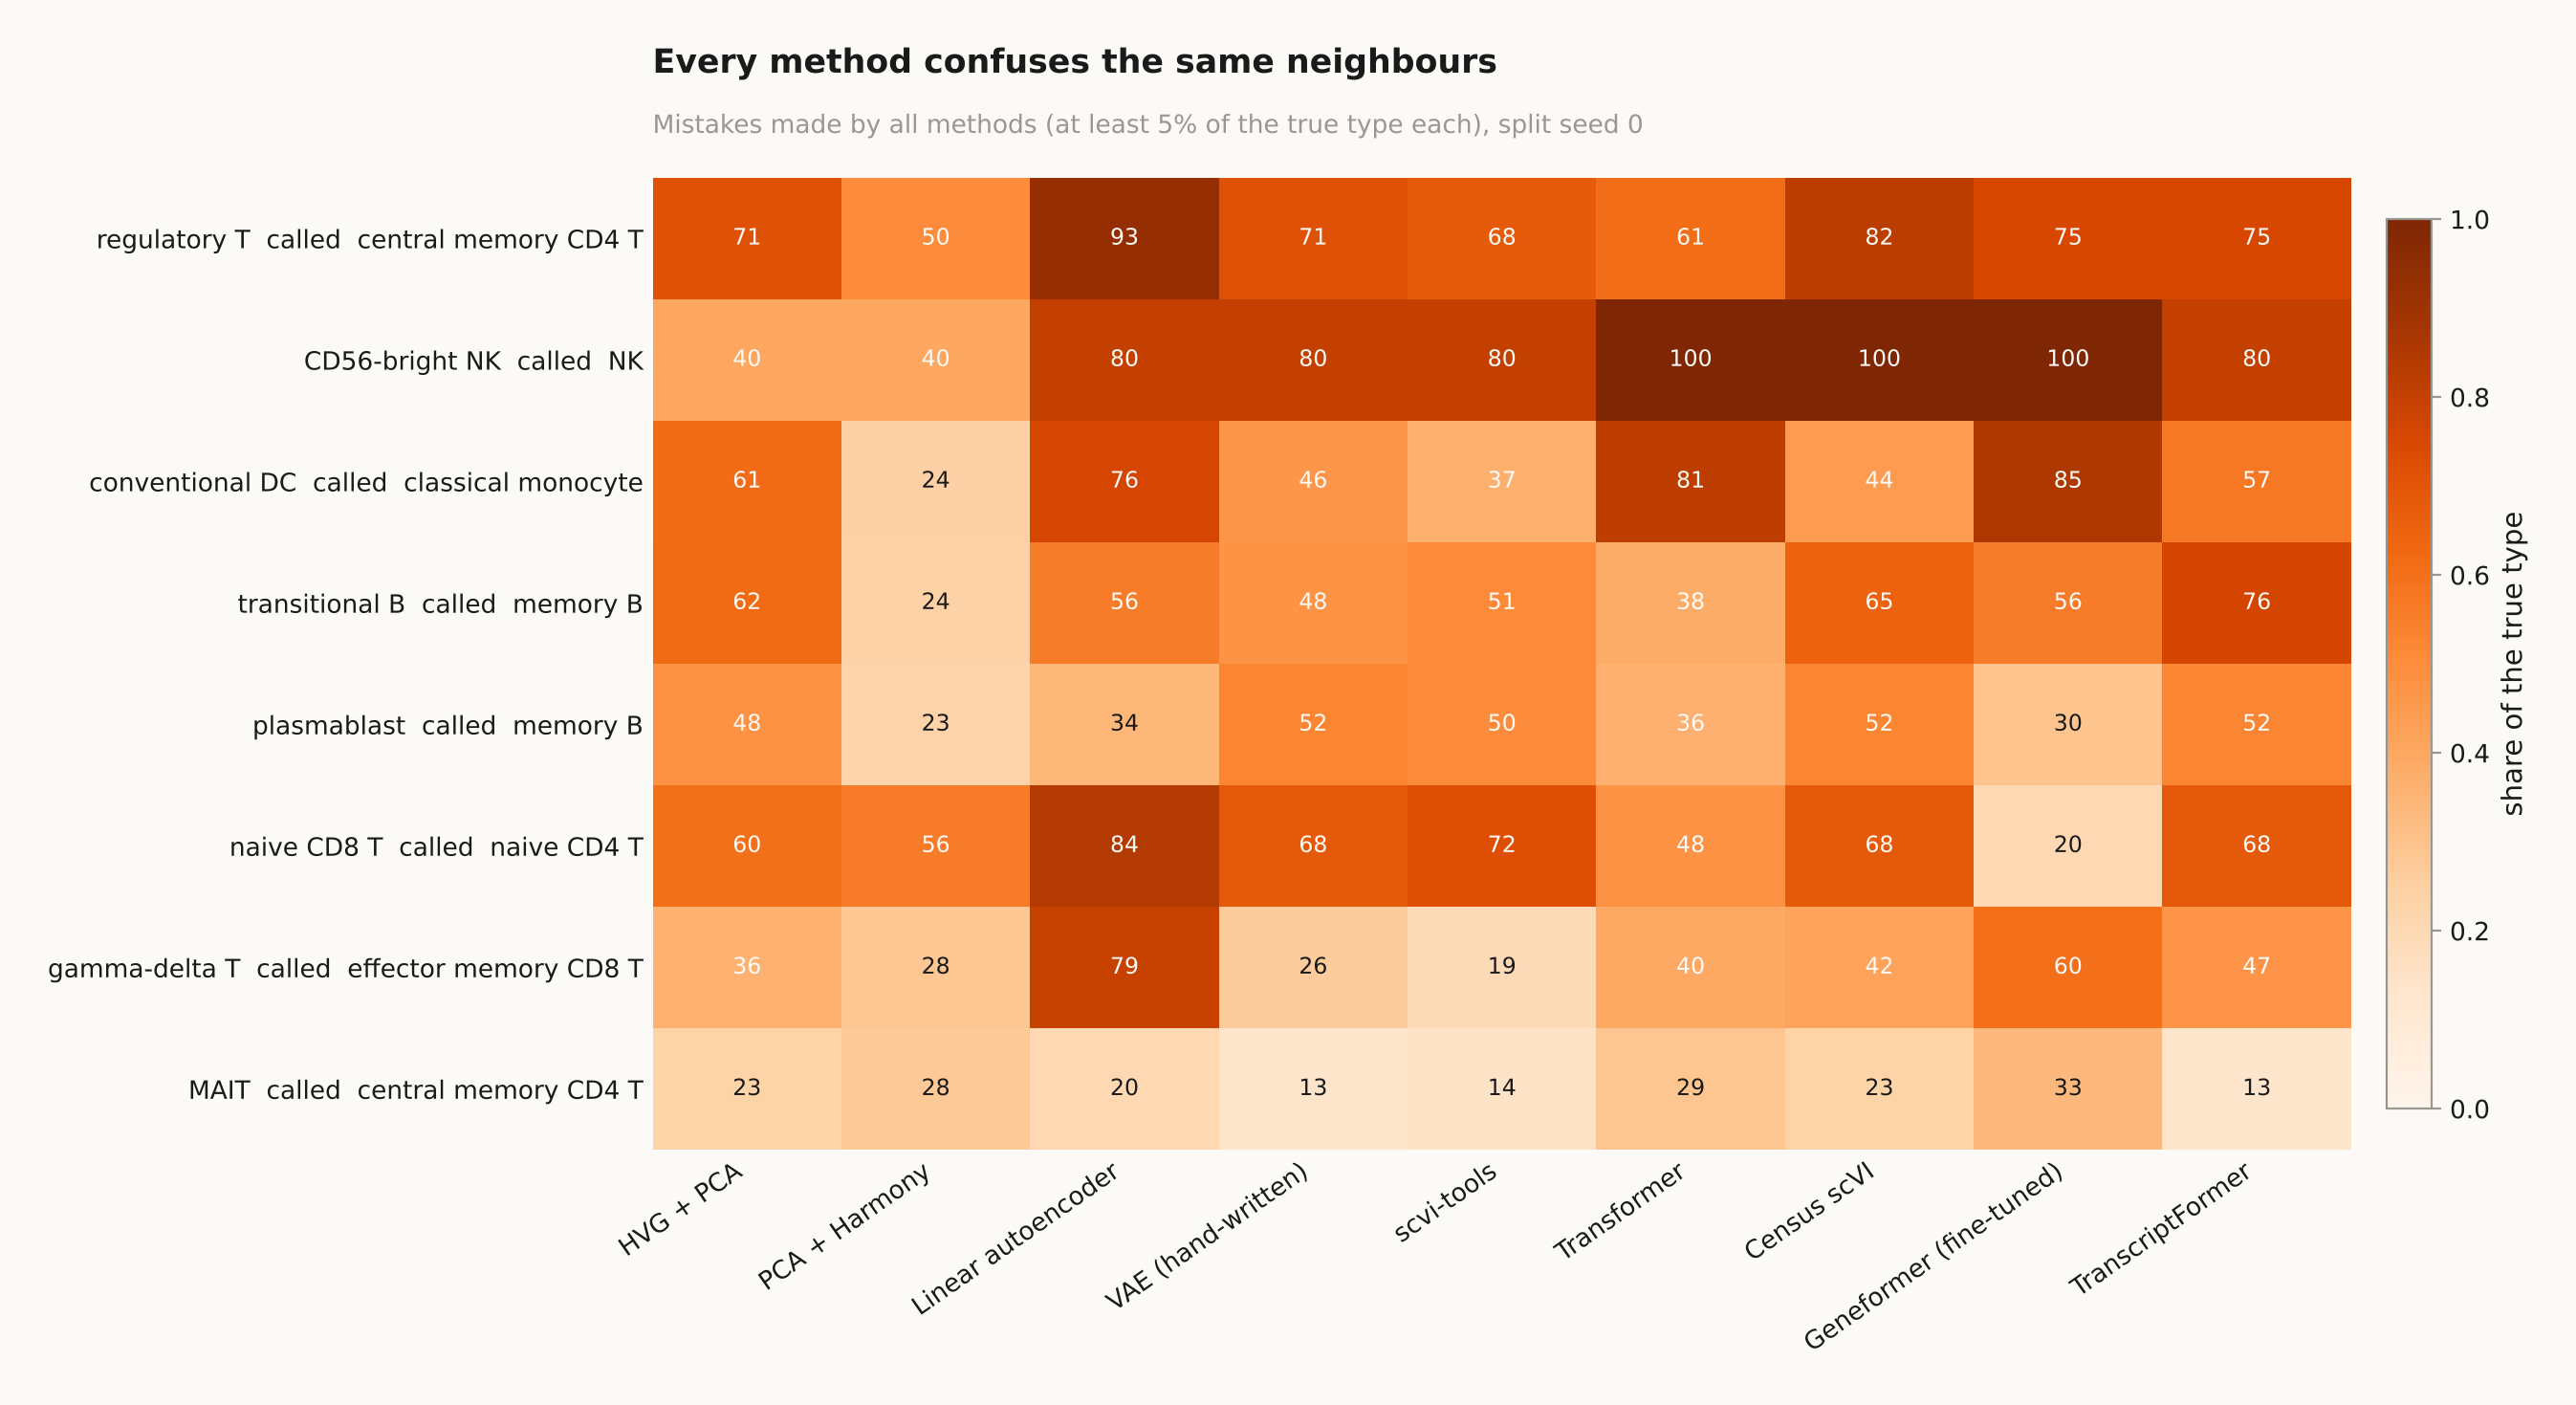 Every method confuses the same neighbours
Mistakes made by all methods (at least 5% of the true type each), split seed 0
regulatory T called central memory CD4 T 71 50 93 71 68 61 82 75 75
CD56-bright NK called NK 40 40 80 80 80 100 100 100 80
conventional DC called classical monocyte 61 24 76 46 37 81 44 85 57
transitional B called memory B 62 24 56 48 51 38 65 56 76
plasmablast called memory B 48 23 34 52 50 36 52 30 52
naive CD8 T called naive CD4 T 60 56 84 68 72 48 68 20 68
gamma-delta T called effector memory CD8 T 36 28 79 26 19 40 42 60 47
MAIT called central memory CD4 T 23 28 20 13 14 29 23 33 13
HVG + PCA
PCA + Harmony
Linear autoencoder
VAE (hand-written)
scvi-tools
Transformer
Census scVI
Geneformer (fine-tuned)
TranscriptFormer
1.0
0.8
0.6
0.4
0.2
0.0
share of the true type